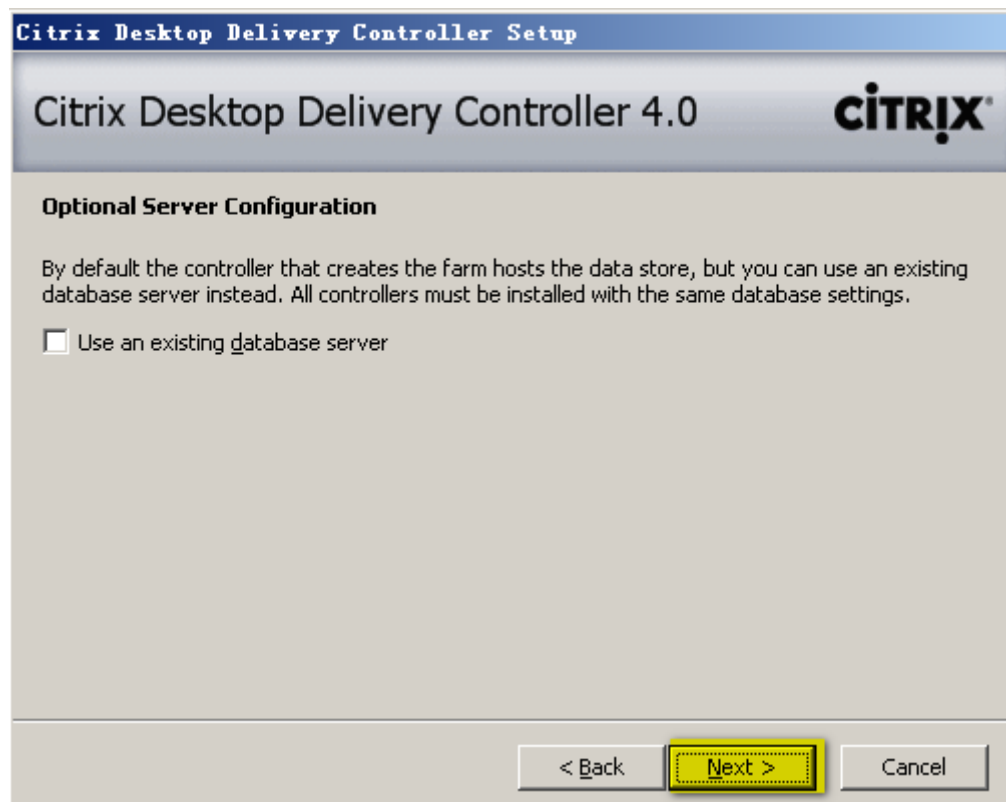 Citrix Desktop Delivery Controller Setup
Citrix Desktop Delivery Controller 4.0
CITRIX
Optional Server Configuration
By default the controller that creates the farm hosts the data store, but you can use an existing
database server instead. All controllers must be installed with the same database settings.
Use an existing database server
< Back Next > Cancel